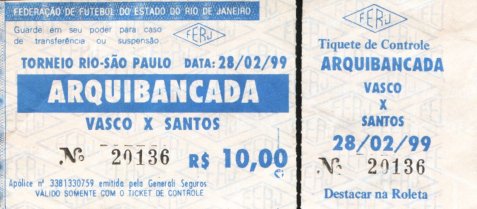 FEDERAÇÃO DE FUTEBOL DO ESTADO DO RIO DE JANEIRO
Guarde em seu poder para caso
de transferência ou suspensão
FERJ
TORNEIO RIO-SÃO PAULO DATA: 28/02/99
ARQUIBANCADA
VASCO X SANTOS
Nº 20136 R$ 10,00
Apólice nº 3381330759 emitida pela Generali Seguros
VÁLIDO SOMENTE COM O TICKET DE CONTROLE
FERJ
Tiquete de Controle
ARQUIBANCADA
VASCO
X
SANTOS
28/02/99
Nº 20136
Destacar na Roleta